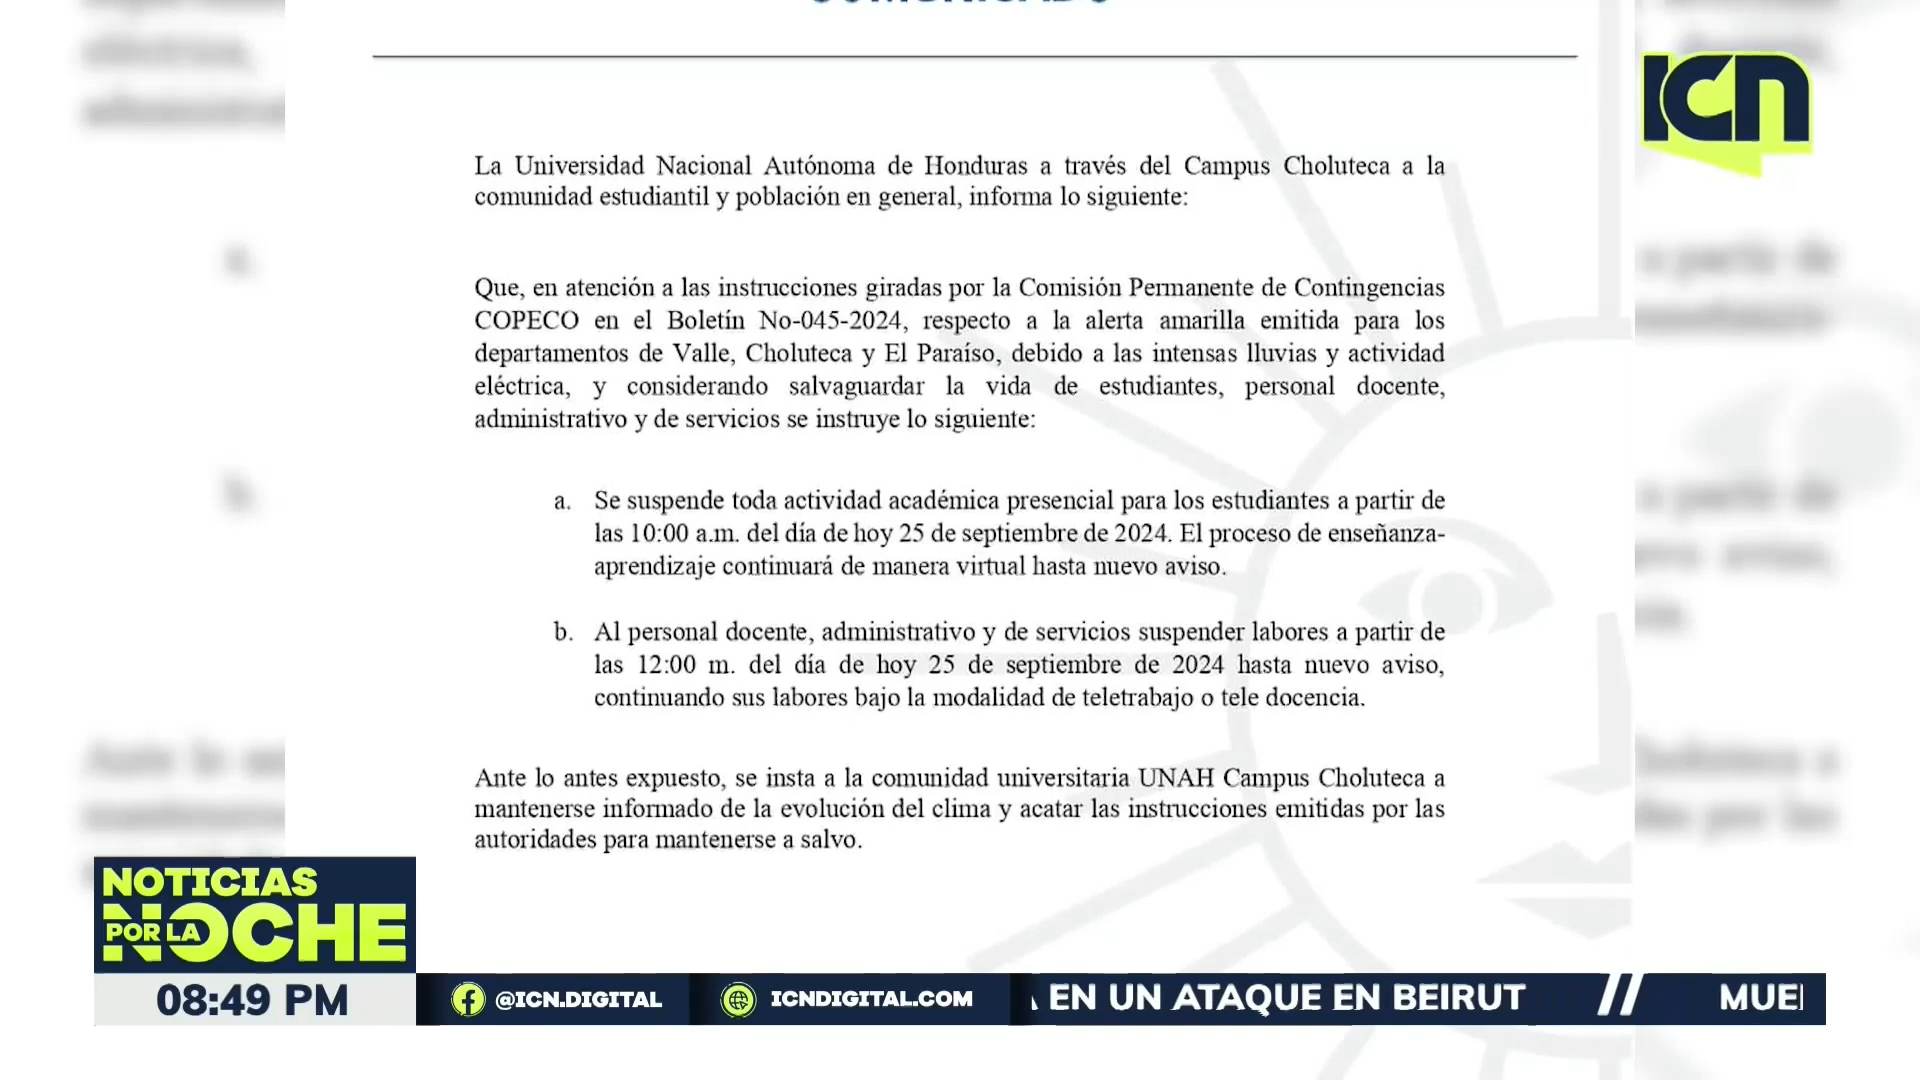 ICN
La Universidad Nacional Autónoma de Honduras a través del Campus Choluteca a la
comunidad estudiantil y población en general, informa lo siguiente:
Que, en atención a las instrucciones giradas por la Comisión Permanente de Contingencias
COPECO en el Boletín No-045-2024, respecto a la alerta amarilla emitida para los
departamentos de Valle, Choluteca y El Paraíso, debido a las intensas lluvias y actividad
eléctrica, y considerando salvaguardar la vida de estudiantes, personal docente,
administrativo y de servicios se instruye lo siguiente:
a. Se suspende toda actividad académica presencial para los estudiantes a partir de
las 10:00 a.m. del día de hoy 25 de septiembre de 2024. El proceso de enseñanza-
aprendizaje continuará de manera virtual hasta nuevo aviso.
b. Al personal docente, administrativo y de servicios suspender labores a partir de
las 12:00 m. del día de hoy 25 de septiembre de 2024 hasta nuevo aviso,
continuando sus labores bajo la modalidad de teletrabajo o tele docencia.
Ante lo antes expuesto, se insta a la comunidad universitaria UNAH Campus Choluteca a
mantenerse informado de la evolución del clima y acatar las instrucciones emitidas por las
autoridades para mantenerse a salvo.
NOTICIAS
POR LA NOCHE
08:49 PM
@ICN.DIGITAL
ICNDIGITAL.COM
A EN UN ATAQUE EN BEIRUT // MUE